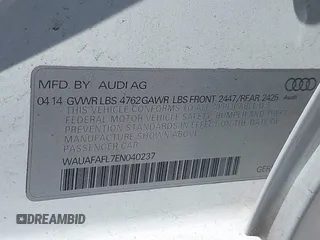 MFD BY AUDI AG
04 14 GVWR LBS 4762 GAWR LBS FRONT 2447/REAR 2425
THIS VEHICLE CONFORMS TO ALL APPLICABLE U.S.
FEDERAL MOTOR VEHICLE SAFETY, BUMPER AND
THEFT PREVENTION STANDARDS IN EFFECT ON THE
DATE OF MANUFACTURE SHOWN ABOVE
WAUAFAFL7EN040237
Audi
DREAMBID